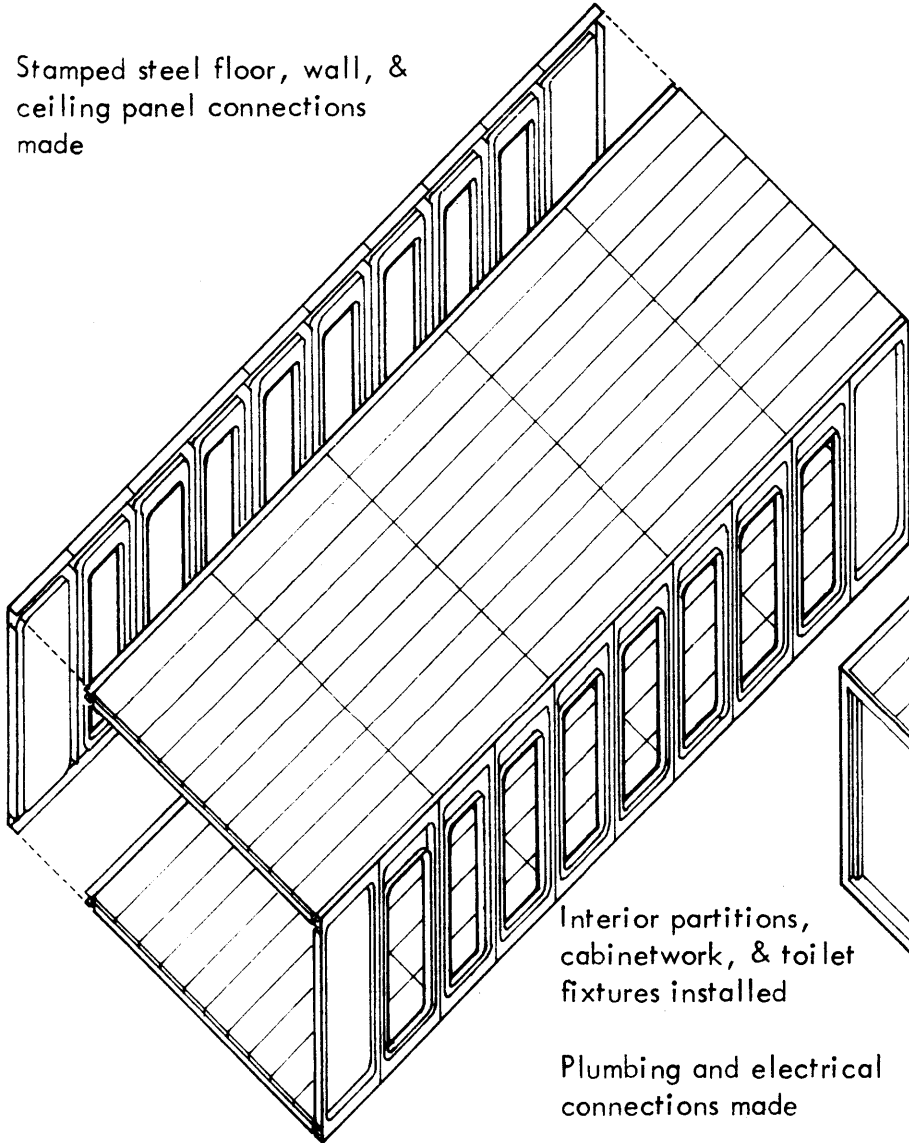 Stamped steel floor, wall, &
ceiling panel connections
made
Interior partitions,
cabinetwork, & toilet
fixtures installed
Plumbing and electrical
connections made